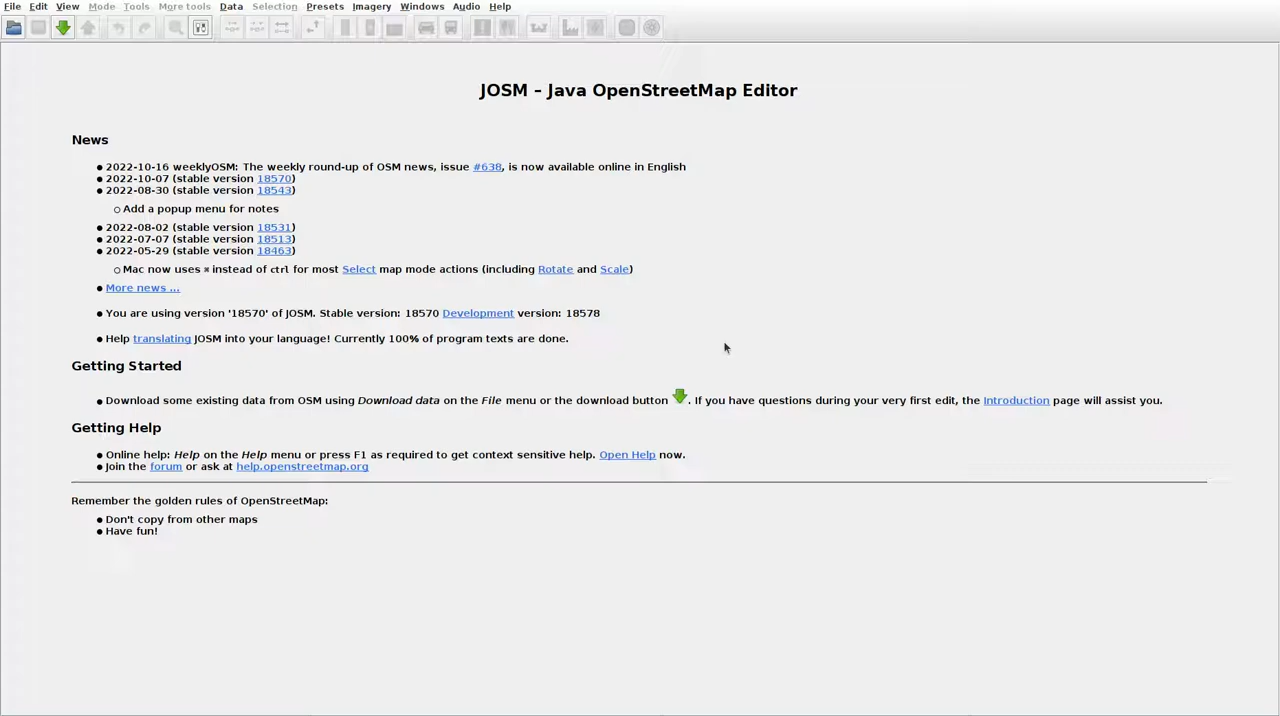 File Edit View Mode Tools More tools Data Selection Presets Imagery Windows Audio Help
JOSM – Java OpenStreetMap Editor
News
2022-10-16 weeklyOSM: The weekly round-up of OSM news, issue #638, is now available online in English
2022-10-07 (stable version 18570)
2022-08-30 (stable version 18543)
Add a popup menu for notes
2022-08-02 (stable version 18531)
2022-07-07 (stable version 18513)
2022-05-29 (stable version 18463)
Mac now uses ⌘ instead of ctrl for most Select map mode actions (including Rotate and Scale)
More news ...
You are using version '18570' of JOSM. Stable version: 18570 Development version: 18578
Help translating JOSM into your language! Currently 100% of program texts are done.
Getting Started
Download some existing data from OSM using Download data on the File menu or the download button . If you have questions during your very first edit, the Introduction page will assist you.
Getting Help
Online help: Help on the Help menu or press F1 as required to get context sensitive help. Open Help now.
Join the forum or ask at help.openstreetmap.org
Remember the golden rules of OpenStreetMap:
Don't copy from other maps
Have fun!